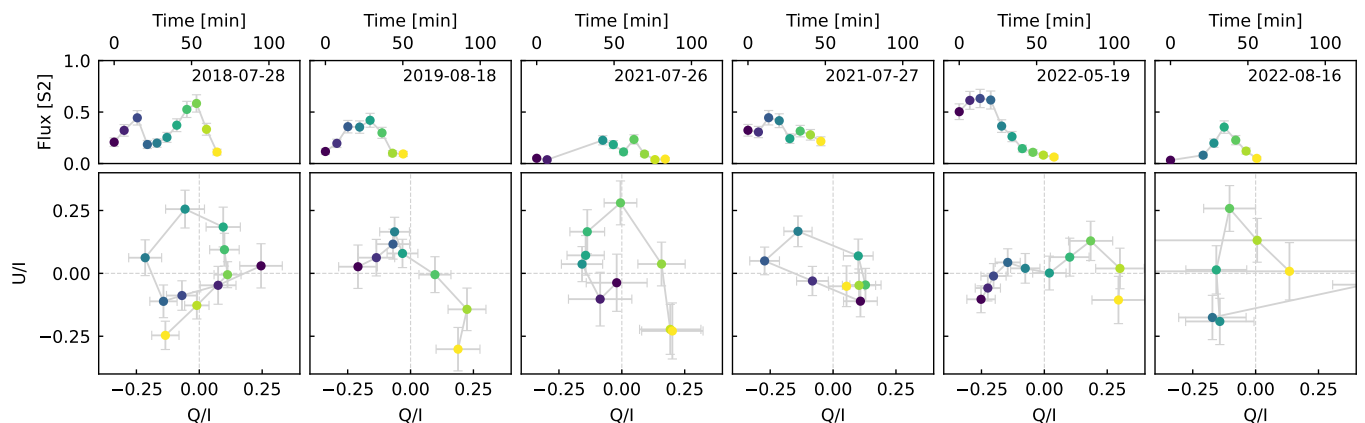 Time [min] Time [min] Time [min] Time [min] Time [min] Time [min]
0 50 100 0 50 100 0 50 100 0 50 100 0 50 100 0 50 100
1.0 2018-07-28 2019-08-18 2021-07-26 2021-07-27 2022-05-19 2022-08-16
Flux [S2]
0.5
0.0
0.25
U/I
0.00
−0.25
−0.25 0.00 0.25 −0.25 0.00 0.25 −0.25 0.00 0.25 −0.25 0.00 0.25 −0.25 0.00 0.25 −0.25 0.00 0.25
Q/I Q/I Q/I Q/I Q/I Q/I